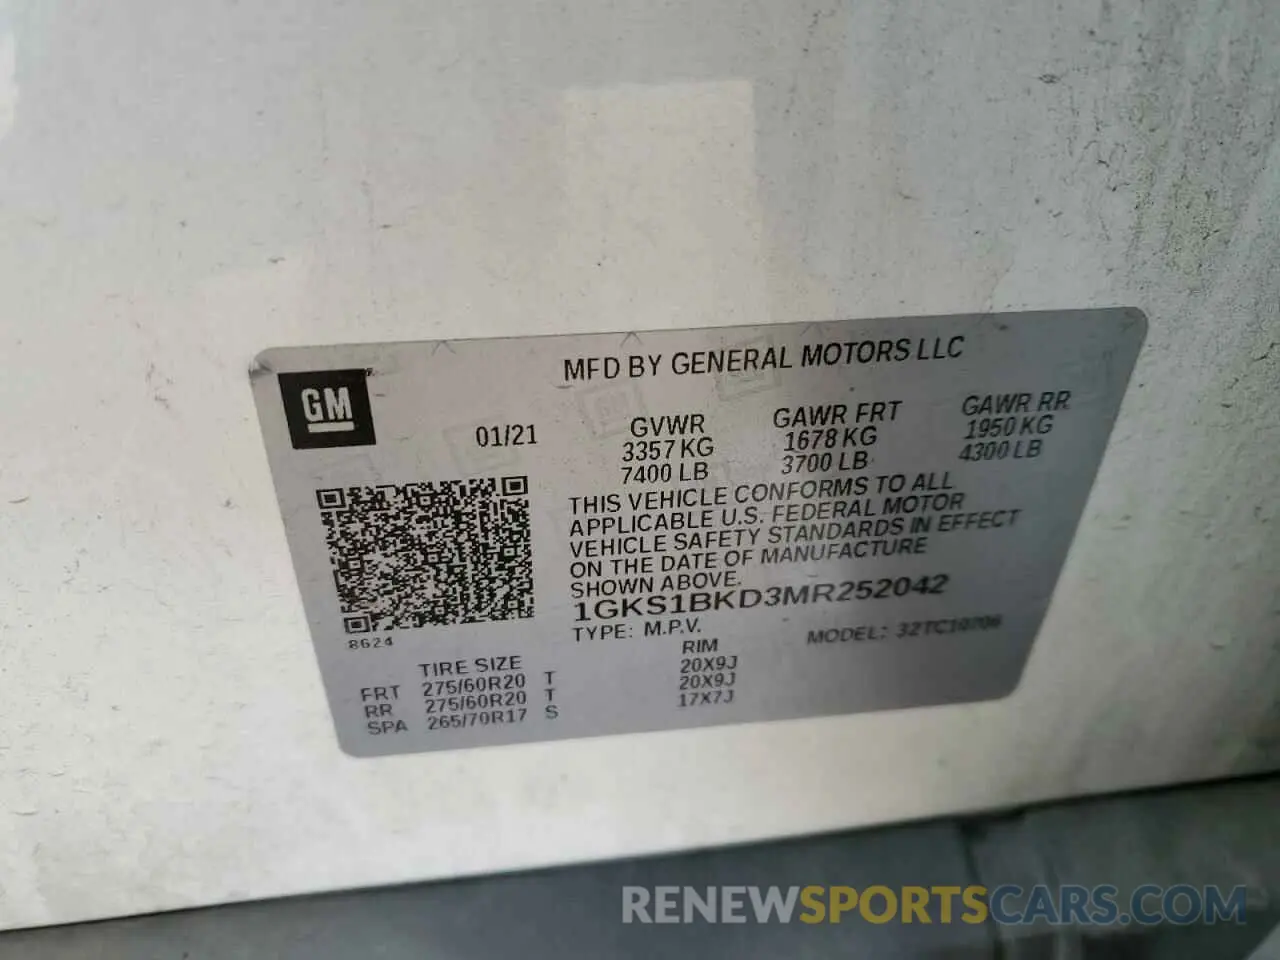 MFD BY GENERAL MOTORS LLC
GM
01/21
GVWR GAWR FRT GAWR RR
3357 KG 1678 KG 1950 KG
7400 LB 3700 LB 4300 LB
THIS VEHICLE CONFORMS TO ALL
APPLICABLE U.S. FEDERAL MOTOR
VEHICLE SAFETY STANDARDS IN EFFECT
ON THE DATE OF MANUFACTURE
SHOWN ABOVE.
1GKS1BKD3MR252042
TYPE: M.P.V. MODEL:
8624
TIRE SIZE RIM
FRT 275/60R20 T 20X9J
RR 275/60R20 T 20X9J
SPA 265/70R17 S 17X7J
RENEWSPORTSCARS.COM